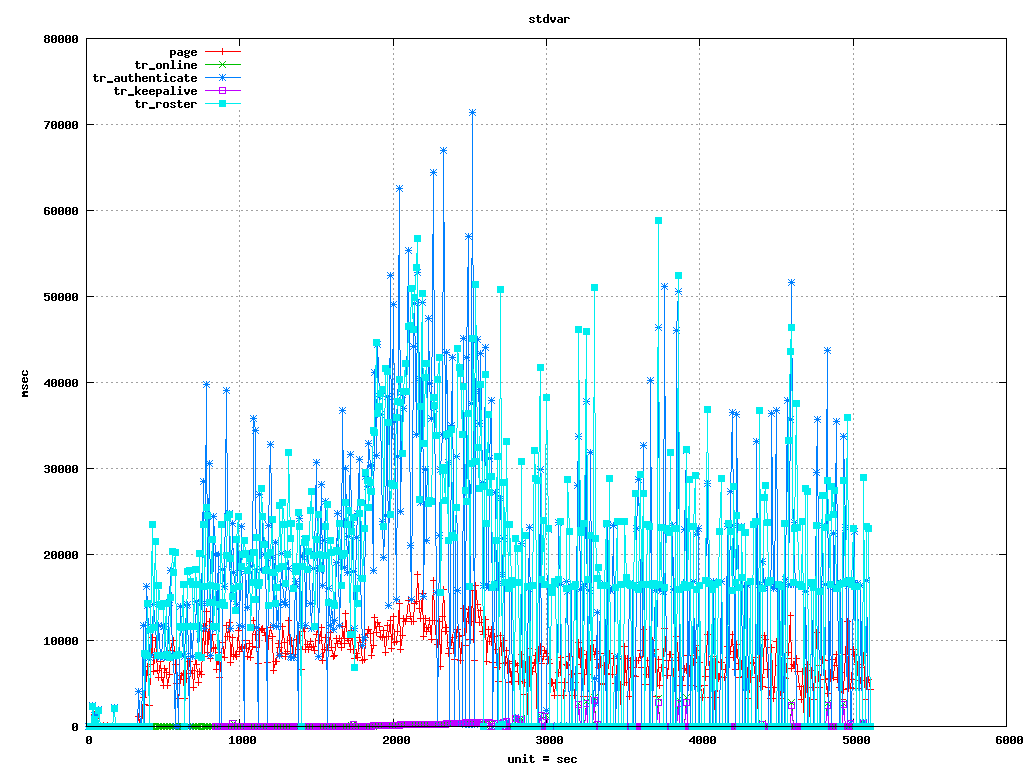 stdvar
80000
page
tr_online
tr_authenticate
tr_keepalive
tr_roster
70000
60000
50000
msec
40000
30000
20000
10000
0
0 1000 2000 3000 4000 5000 6000
unit = sec